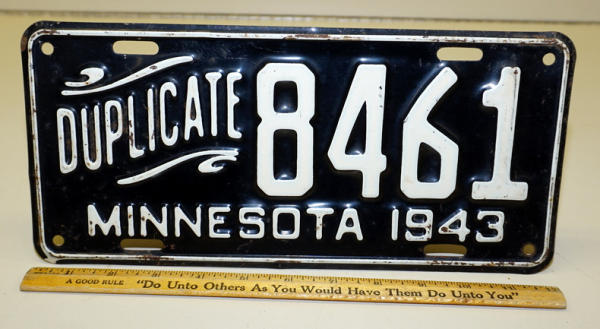 DUPLICATE 8461
MINNESOTA 1943
A GOOD RULE "Do Unto Others As You Would Have Them Do Unto You"